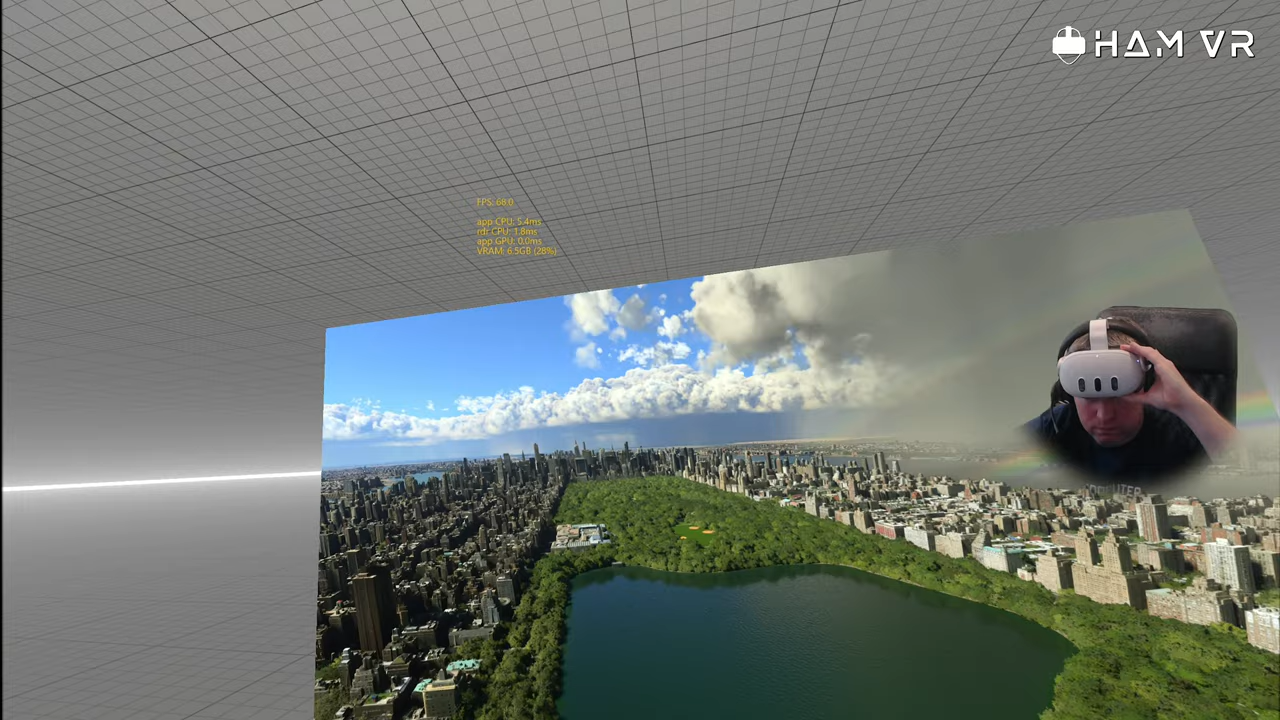 HAM VR
FPS: 68.0
app CPU: 5.4ms
rdr CPU: 1.8ms
app GPU: 0.0ms
VRAM: 6.5GB (28%)